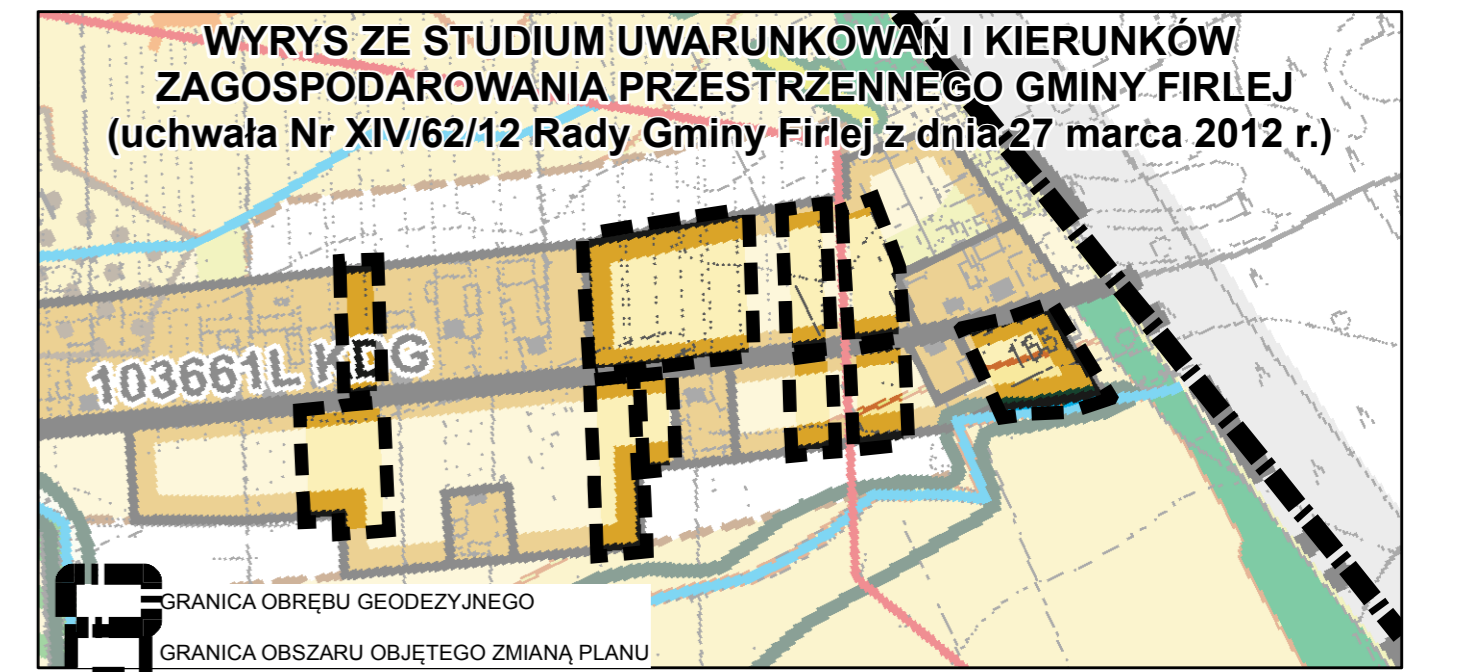 WYRYS ZE STUDIUM UWARUNKOWAŃ I KIERUNKÓW
ZAGOSPODAROWANIA PRZESTRZENNEGO GMINY FIRLEJ
(uchwała Nr XIV/62/12 Rady Gminy Firlej z dnia 27 marca 2012 r.)
165
103661L KDG
GRANICA OBRĘBU GEODEZYJNEGO
GRANICA OBSZARU OBJĘTEGO ZMIANĄ PLANU